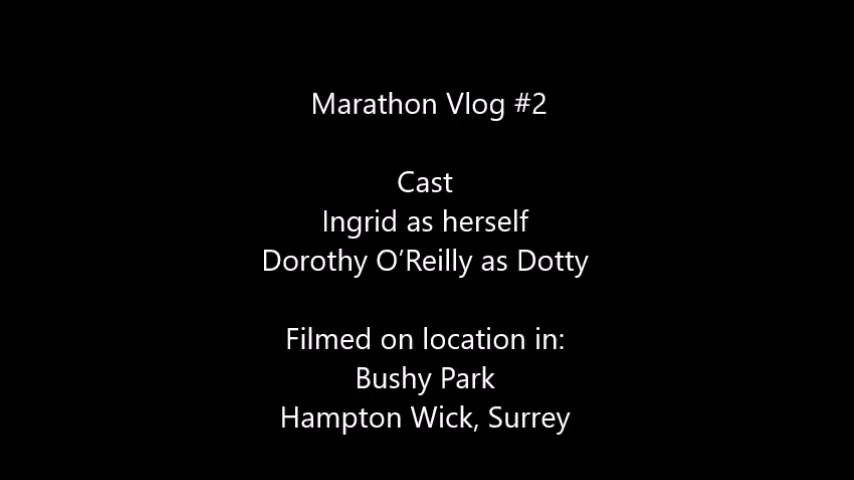 Marathon Vlog #2
Cast
Ingrid as herself
Dorothy O’Reilly as Dotty
Filmed on location in:
Bushy Park
Hampton Wick, Surrey